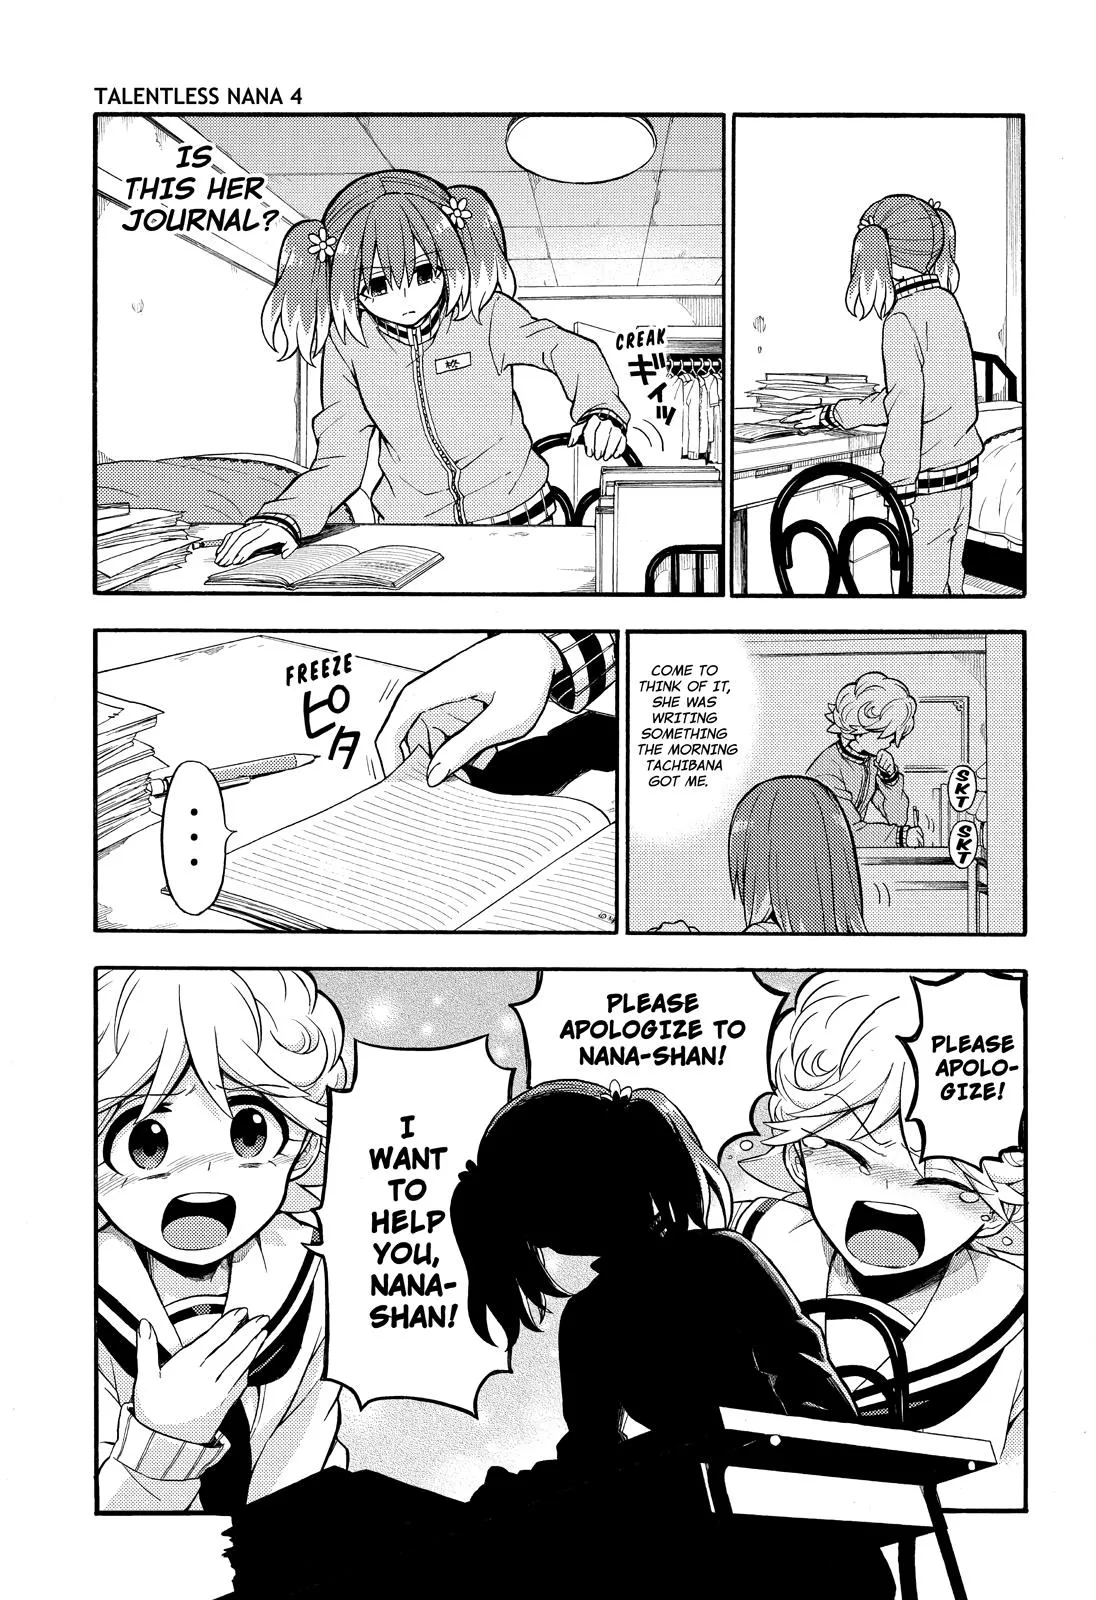 TALENTLESS NANA 4
IS
THIS HER
JOURNAL?
CREAK
ギィッ
FREEZE
ピタ
...
COME TO
THINK OF IT,
SHE WAS
WRITING
SOMETHING
THE MORNING
TACHIBANA
GOT ME.
SKT
SKT
I
WANT
TO
HELP
YOU,
NANA-
SHAN!
PLEASE
APOLOGIZE TO
NANA-SHAN!
PLEASE
APOLO-
GIZE!